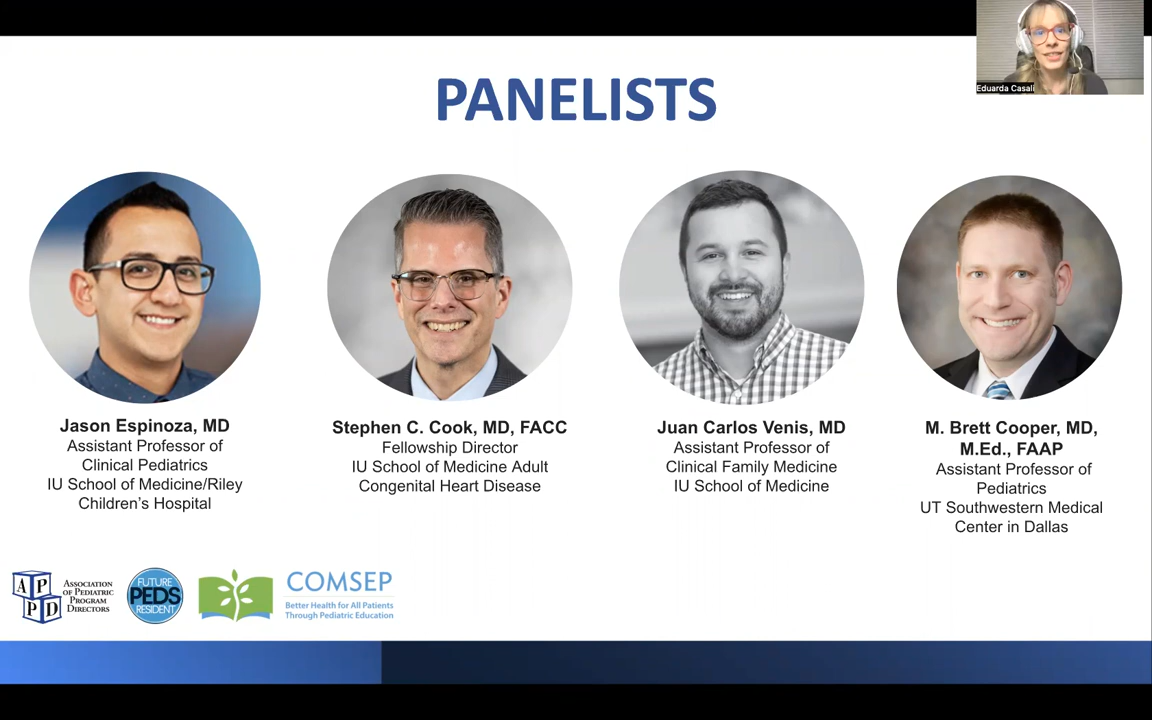 Eduarda Casali
PANELISTS
Jason Espinoza, MD
Assistant Professor of
Clinical Pediatrics
IU School of Medicine/Riley
Children's Hospital
Stephen C. Cook, MD, FACC
Fellowship Director
IU School of Medicine Adult
Congenital Heart Disease
Juan Carlos Venis, MD
Assistant Professor of
Clinical Family Medicine
IU School of Medicine
M. Brett Cooper, MD,
M.Ed., FAAP
Assistant Professor of
Pediatrics
UT Southwestern Medical
Center in Dallas
A P
P D
ASSOCIATION
OF PEDIATRIC
PROGRAM
DIRECTORS
FUTURE
PEDS
RESIDENT
COMSEP
Better Health for All Patients
Through Pediatric Education